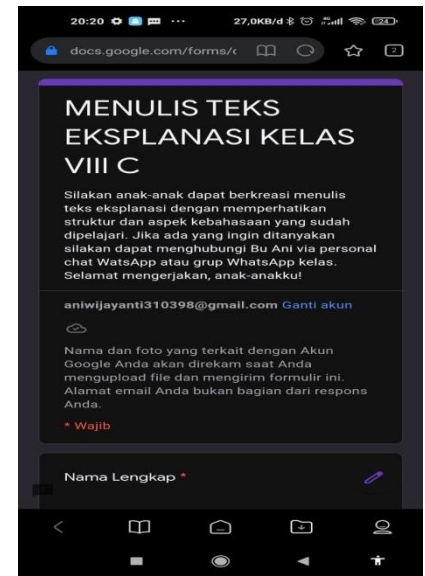 20:20 27,0KB/d 24
docs.google.com/forms/c 2
MENULIS TEKS
EKSPLANASI KELAS
VIII C
Silakan anak-anak dapat berkreasi menulis
teks eksplanasi dengan memperhatikan
struktur dan aspek kebahasaan yang sudah
dipelajari. Jika ada yang ingin ditanyakan
silakan dapat menghubungi Bu Ani via personal
chat WatsApp atau grup WhatsApp kelas.
Selamat mengerjakan, anak-anakku!
aniwijayanti310398@gmail.com Ganti akun
Nama dan foto yang terkait dengan Akun
Google Anda akan direkam saat Anda
mengupload file dan mengirim formulir ini.
Alamat email Anda bukan bagian dari respons
Anda.
* Wajib
Nama Lengkap *